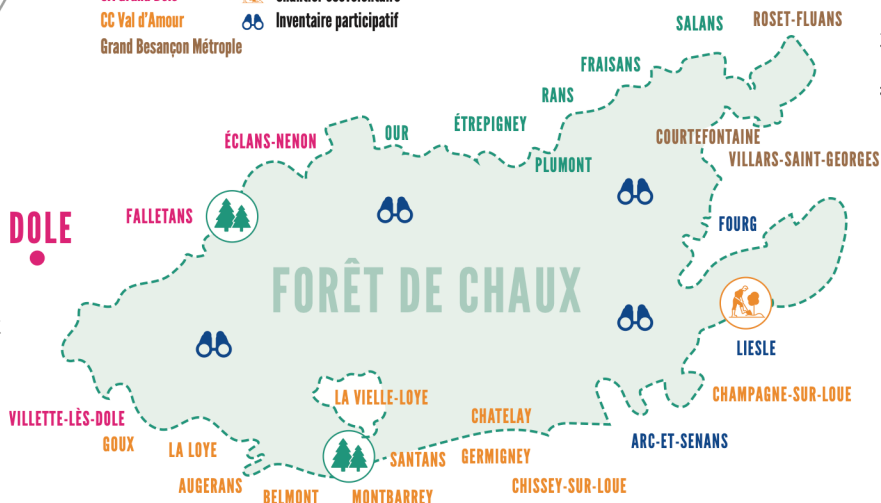 CC Val d'Amour
Inventaire participatif
Grand Besançon Métrople
SALANS
ROSET-FLUANS
FRAISANS
RANS
ÉTREPIGNEY
OUR
ÉCLANS-NENON
COURTEFONTAINE
PLUMONT
VILLARS-SAINT-GEORGES
FALLETANS
DOLE
FOURG
FORÊT DE CHAUX
LIESLE
LA VIELLE-LOYE
CHAMPAGNE-SUR-LOUE
VILLETTE-LÈS-DOLE
CHATELAY
GOUX
LA LOYE
ARC-ET-SENANS
SANTANS
GERMIGNEY
AUGERANS
CHISSEY-SUR-LOUE
BELMONT
MONTBARREY